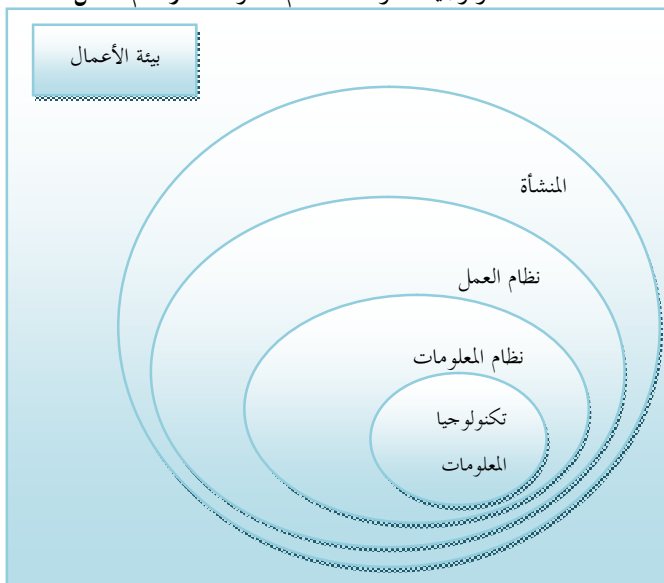 بيئة الأعمال
المنشأة
نظام العمل
نظام المعلومات
تكنولوجيا
المعلومات